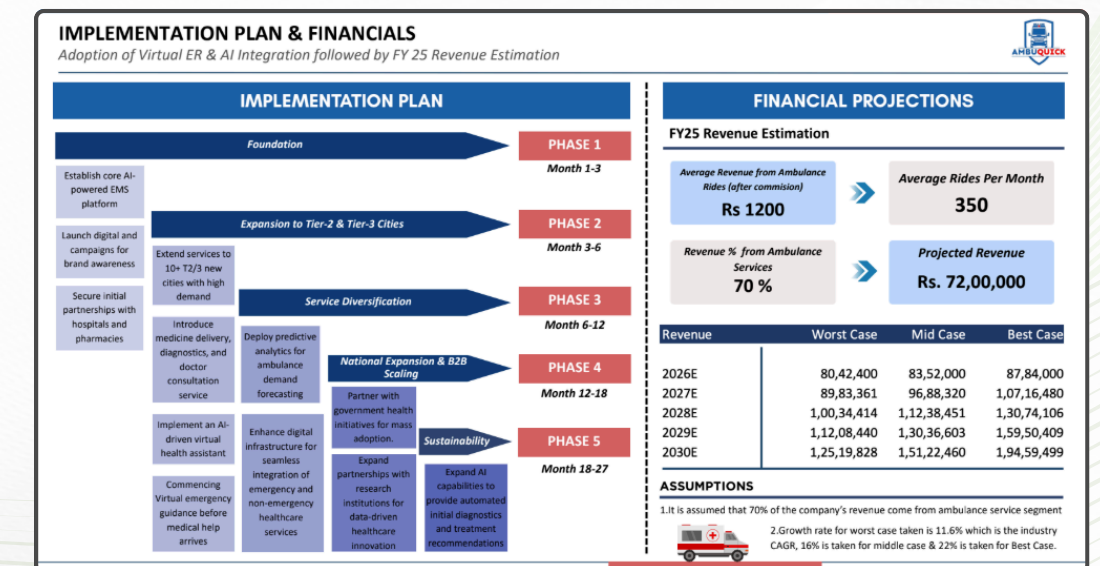 IMPLEMENTATION PLAN & FINANCIALS
Adoption of Virtual ER & AI Integration followed by FY 25 Revenue Estimation
AMBUQUICK
IMPLEMENTATION PLAN
Foundation
PHASE 1
Month 1-3
Establish core AI-
powered EMS
platform
Launch digital and
campaigns for
brand awareness
Secure initial
partnerships with
hospitals and
pharmacies
Expansion to Tier-2 & Tier-3 Cities
PHASE 2
Month 3-6
Extend services to
10+ T2/3 new
cities with high
demand
Introduce
medicine delivery,
diagnostics, and
doctor
consultation
service
Implement an AI-
driven virtual
health assistant
Commencing
Virtual emergency
guidance before
medical help
arrives
Service Diversification
PHASE 3
Month 6-12
Deploy predictive
analytics for
ambulance
demand
forecasting
Enhance digital
infrastructure for
seamless
integration of
emergency and
non-emergency
healthcare
services
National Expansion & B2B
Scaling
PHASE 4
Month 12-18
Partner with
government health
initiatives for mass
adoption.
Expand
partnerships with
research
institutions for
data-driven
healthcare
innovation
Sustainability
PHASE 5
Month 18-27
Expand AI
capabilities to
provide automated
initial diagnostics
and treatment
recommendations
FINANCIAL PROJECTIONS
FY25 Revenue Estimation
Average Revenue from Ambulance
Rides (after commision)
Rs 1200
Average Rides Per Month
350
Revenue % from Ambulance
Services
70 %
Projected Revenue
Rs. 72,00,000
Revenue Worst Case Mid Case Best Case
2026E 80,42,400 83,52,000 87,84,000
2027E 89,83,361 96,88,320 1,07,16,480
2028E 1,00,34,414 1,12,38,451 1,30,74,106
2029E 1,12,08,440 1,30,36,603 1,59,50,409
2030E 1,25,19,828 1,51,22,460 1,94,59,499
ASSUMPTIONS
1.It is assumed that 70% of the company's revenue come from ambulance service segment
2.Growth rate for worst case taken is 11.6% which is the industry
CAGR, 16% is taken for middle case & 22% is taken for Best Case.